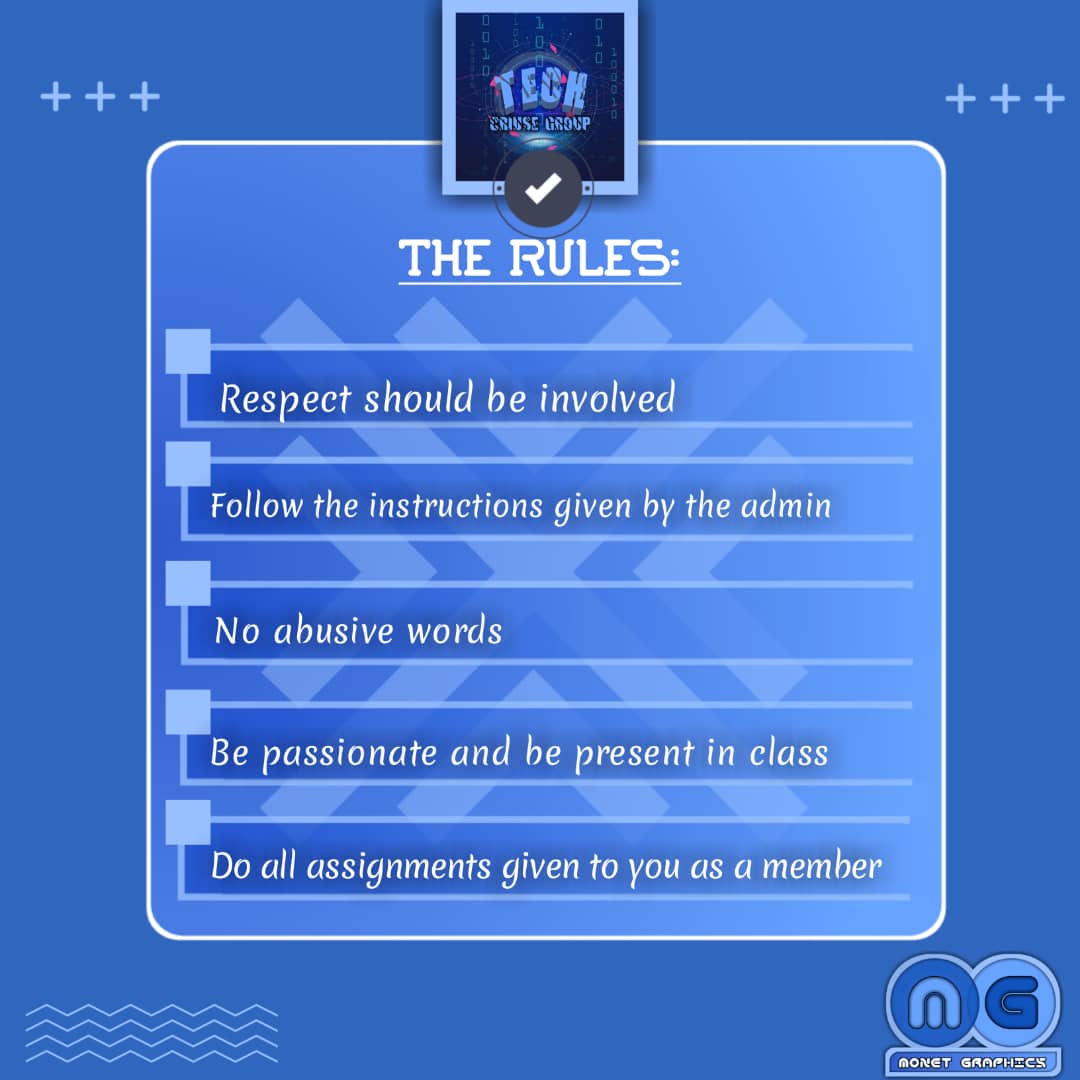 TECH
CRIUSE GROUP
THE RULES:
Respect should be involved
Follow the instructions given by the admin
No abusive words
Be passionate and be present in class
Do all assignments given to you as a member
MG
MONET GRAPHICS